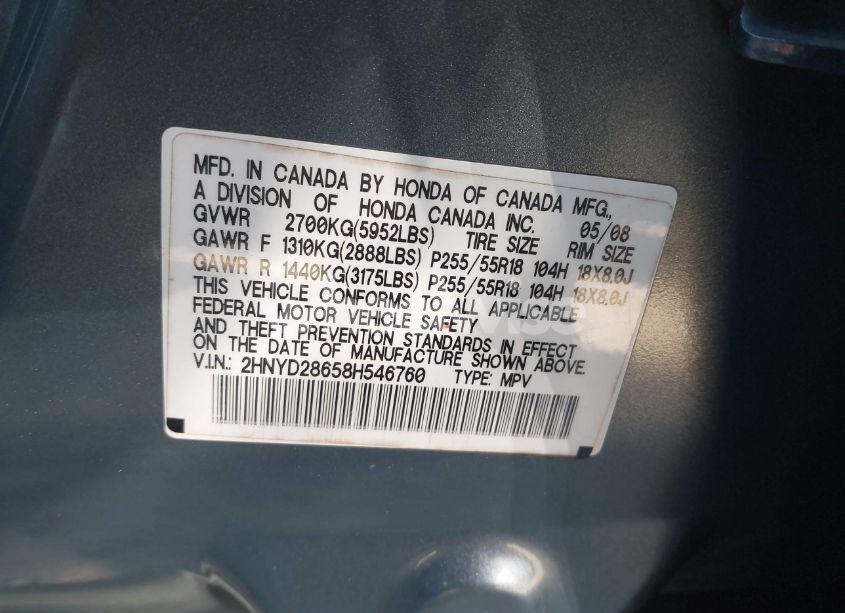 MFD. IN CANADA BY HONDA OF CANADA MFG.,
A DIVISION OF HONDA CANADA INC. 05/08
GVWR 2700KG(5952LBS) TIRE SIZE RIM SIZE
GAWR F 1310KG(2888LBS) P255/55R18 104H 18X8.0J
GAWR R 1440KG(3175LBS) P255/55R18 104H 18X8.0J
THIS VEHICLE CONFORMS TO ALL APPLICABLE
FEDERAL MOTOR VEHICLE SAFETY
AND THEFT PREVENTION STANDARDS IN EFFECT
ON THE DATE OF MANUFACTURE SHOWN ABOVE.
V.I.N.: 2HNYD28658H546760 TYPE: MPV